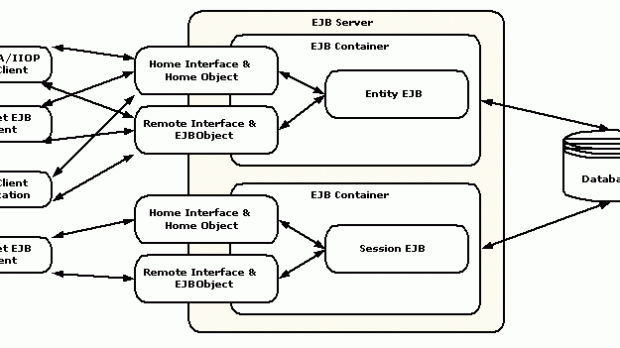 EJB Server
EJB Container
A/IIOP
Client
Home Interface &
Home Object
Entity EJB
et EJB
ent
Remote Interface &
EJBObject
Client
ation
Databa
EJB Container
Home Interface &
Home Object
et EJB
ent
Session EJB
Remote Interface &
EJBObject